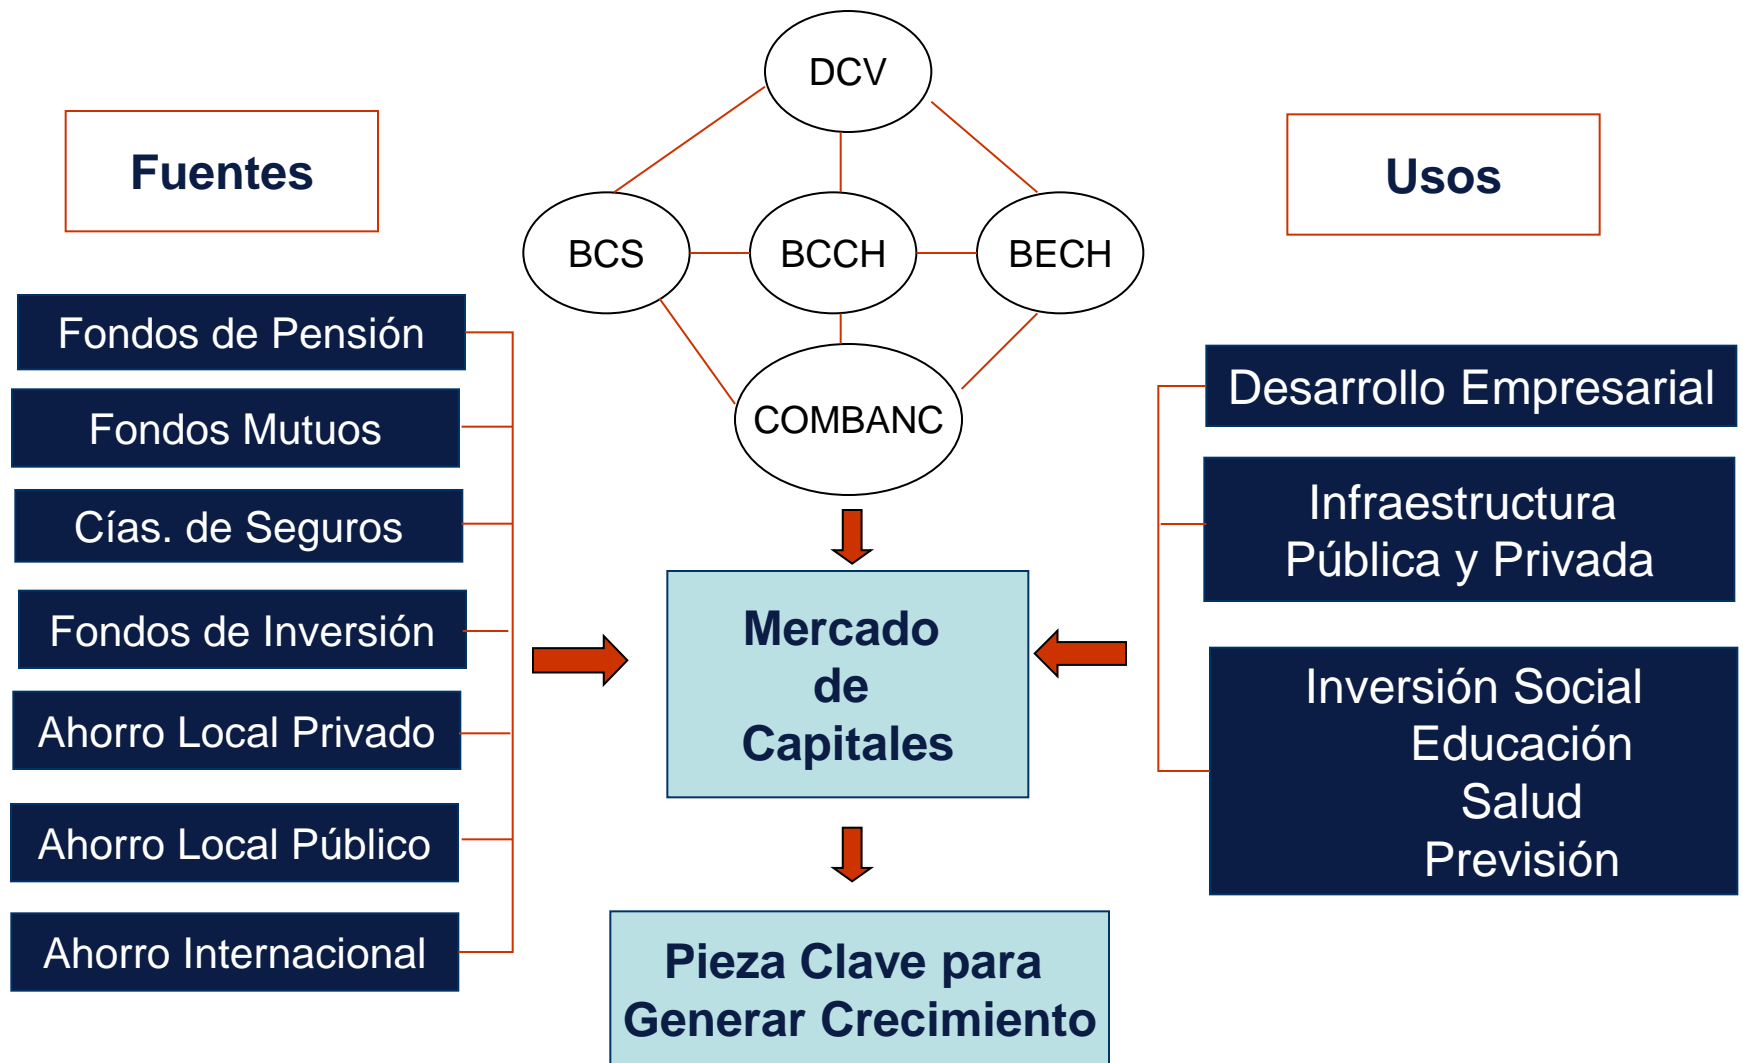 DCV
Fuentes
Usos
BCS
BCCH
BECH
Fondos de Pensión
Fondos Mutuos
Cías. de Seguros
Fondos de Inversión
Ahorro Local Privado
Ahorro Local Público
Ahorro Internacional
COMBANC
Mercado
de
Capitales
Pieza Clave para
Generar Crecimiento
Desarrollo Empresarial
Infraestructura
Pública y Privada
Inversión Social
Educación
Salud
Previsión